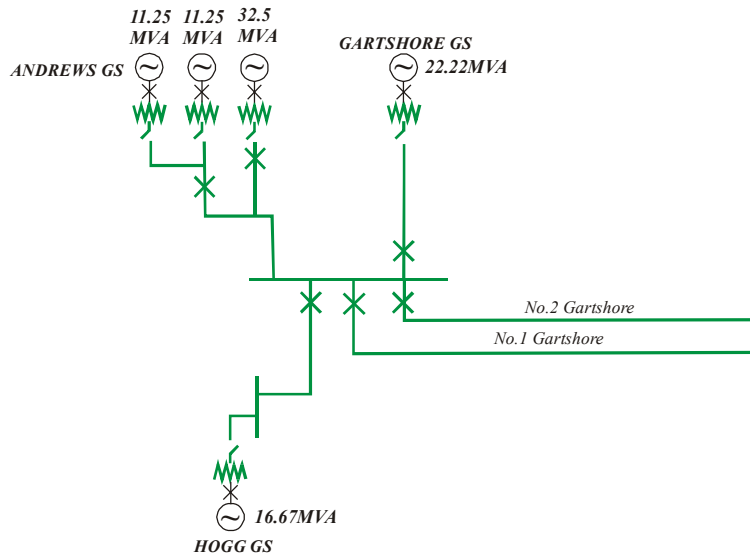 11.25 11.25 32.5
MVA MVA MVA
GARTSHORE GS
ANDREWS GS
22.22MVA
No.2 Gartshore
No.1 Gartshore
16.67MVA
HOGG GS